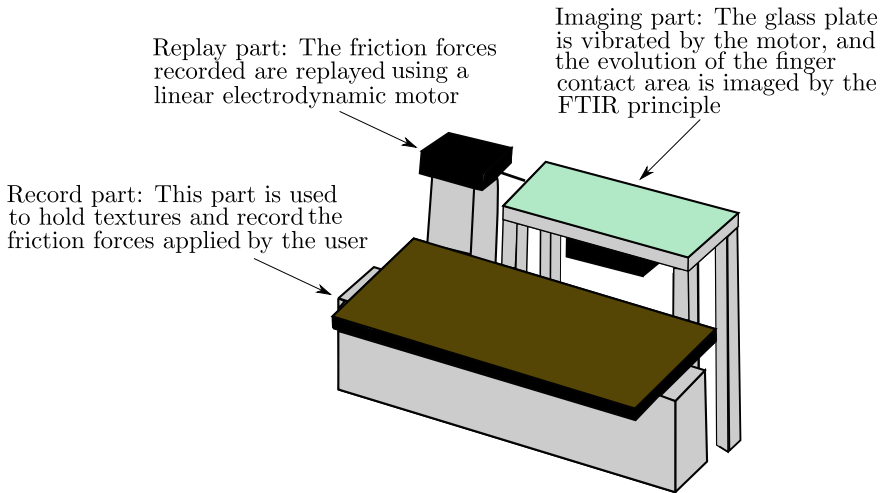 Imaging part: The glass plate
is vibrated by the motor, and
the evolution of the finger
contact area is imaged by the
FTIR principle
Replay part: The friction forces
recorded are replayed using a
linear electrodynamic motor
Record part: This part is used
to hold textures and record the
friction forces applied by the user